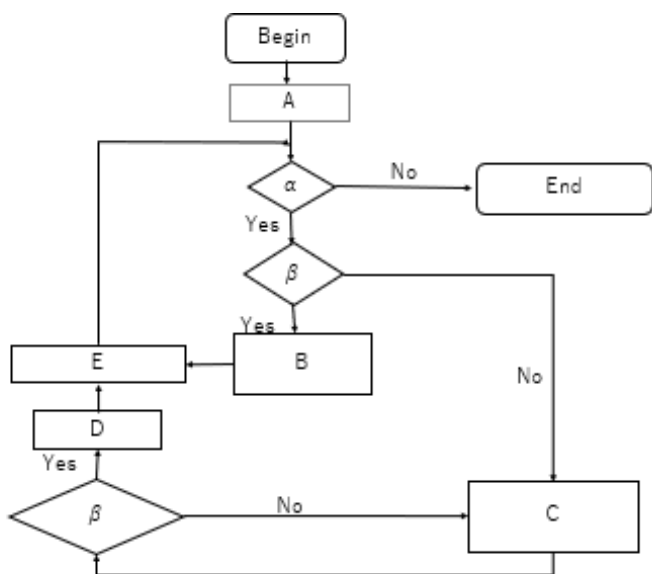 Begin
A
α
No
End
Yes
β
Yes
B
E
No
D
Yes
β
No
C